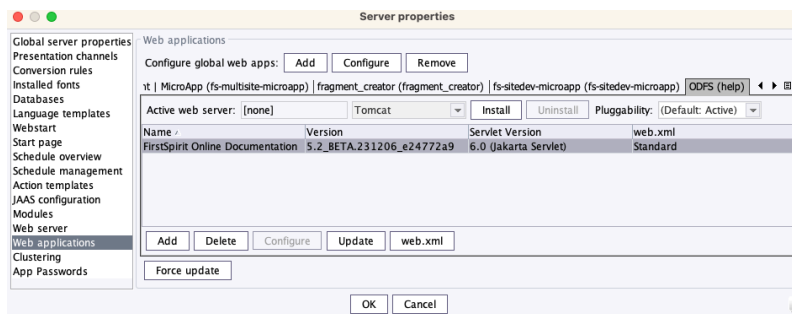 Server properties
Global server properties
Presentation channels
Conversion rules
Installed fonts
Databases
Language templates
Webstart
Start page
Schedule overview
Schedule management
Action templates
JAAS configuration
Modules
Web server
Web applications
Clustering
App Passwords
Web applications
Configure global web apps: Add Configure Remove
nt | MicroApp (fs-multisite-microapp) fragment_creator (fragment_creator) fs-sitedev-microapp (fs-sitedev-microapp) ODFS (help)
Active web server: [none] Tomcat Install Uninstall Pluggability: (Default: Active)
Name Version Servlet Version web.xml
FirstSpirit Online Documentation 5.2_BETA.231206_e24772a9 6.0 (Jakarta Servlet) Standard
Add Delete Configure Update web.xml
Force update
OK Cancel